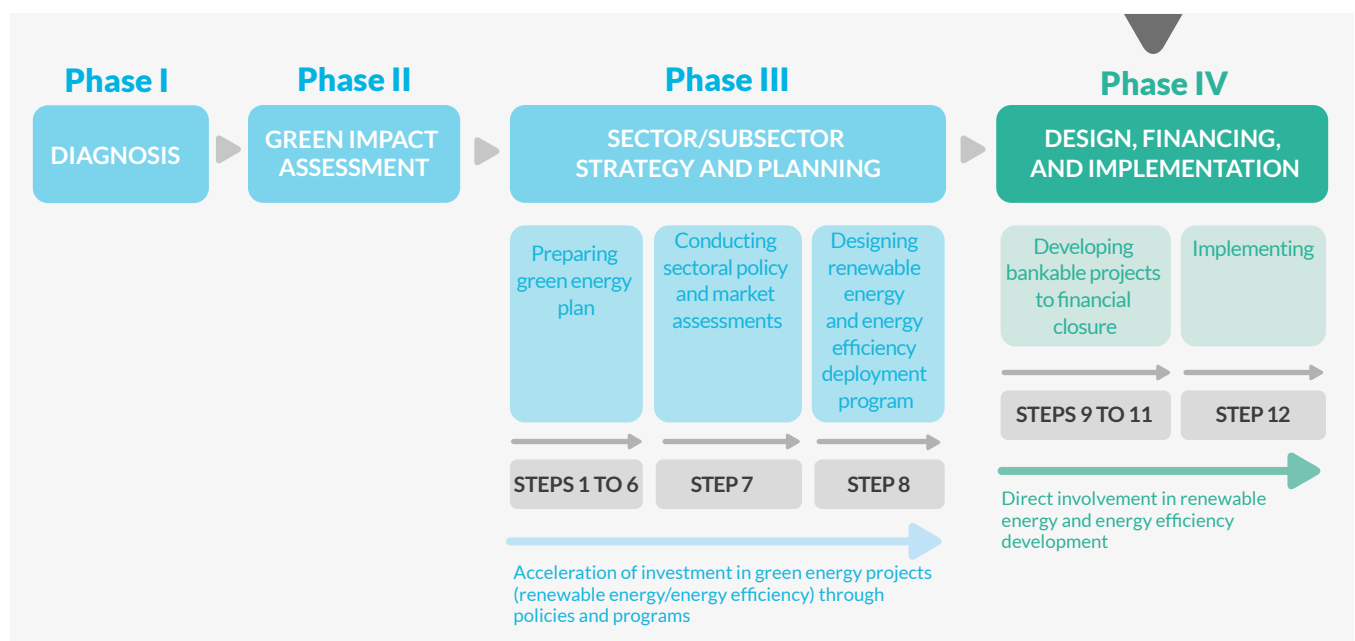 Phase I
DIAGNOSIS
Phase II
GREEN IMPACT
ASSESSMENT
Phase III
SECTOR/SUBSECTOR
STRATEGY AND PLANNING
Preparing
green energy
plan
STEPS 1 TO 6
Conducting
sectoral policy
and market
assessments
STEP 7
Designing
renewable
energy
and energy
efficiency
deployment
program
STEP 8
Acceleration of investment in green energy projects
(renewable energy/energy efficiency) through
policies and programs
Phase IV
DESIGN, FINANCING,
AND IMPLEMENTATION
Developing
bankable projects
to financial
closure
STEPS 9 TO 11
Implementing
STEP 12
Direct involvement in renewable
energy and energy efficiency
development